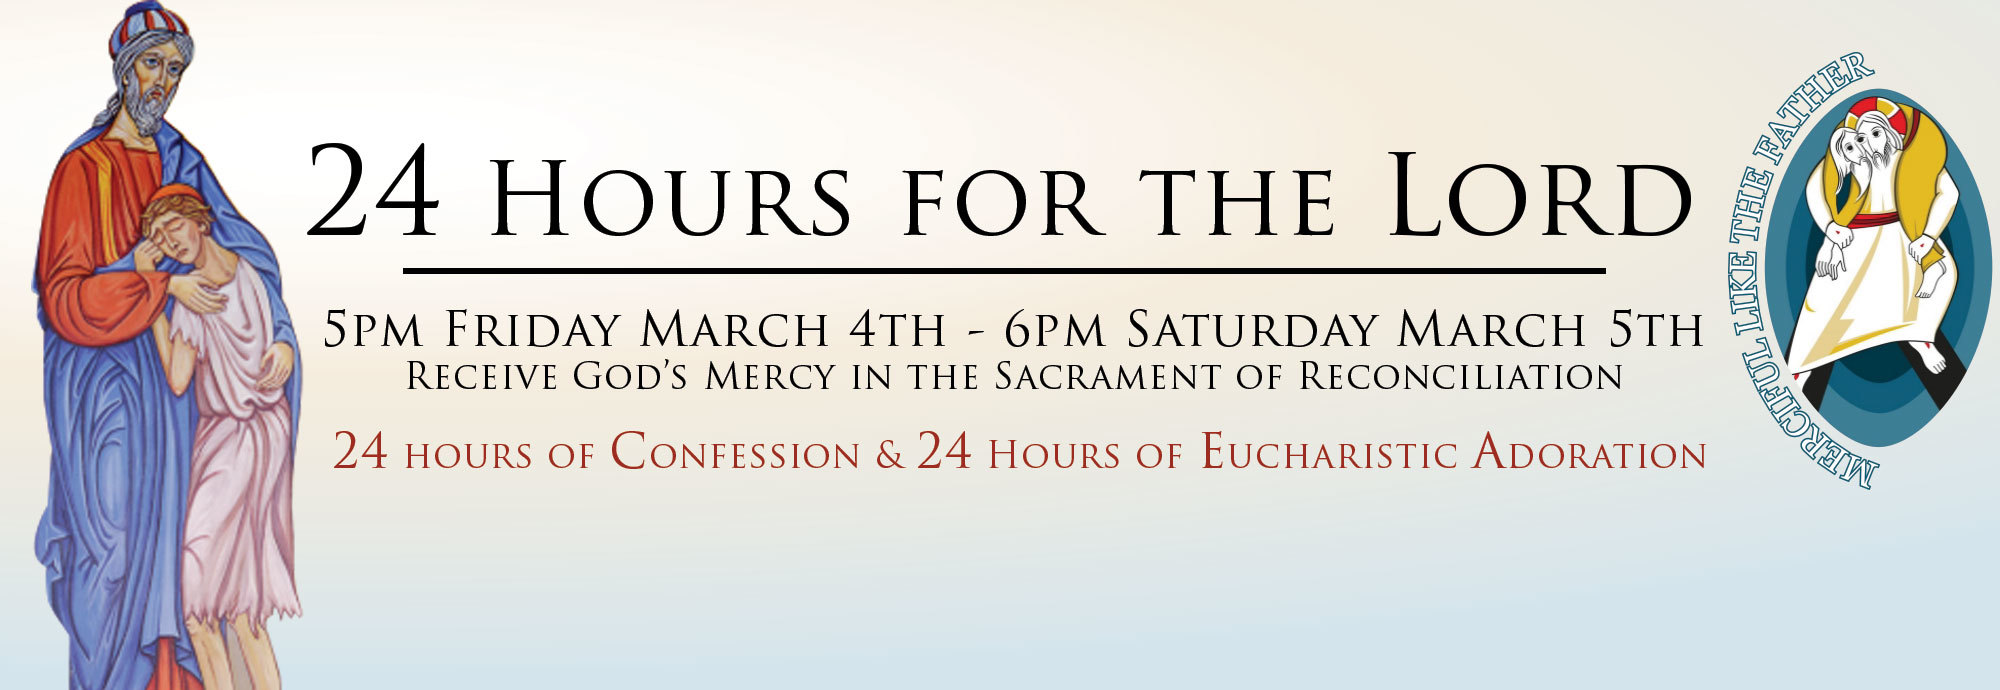 24 Hours for the Lord
5pm Friday March 4th - 6pm Saturday March 5th
Receive God's Mercy in the Sacrament of Reconciliation
24 hours of Confession & 24 Hours of Eucharistic Adoration
MERCIFUL LIKE THE FATHER